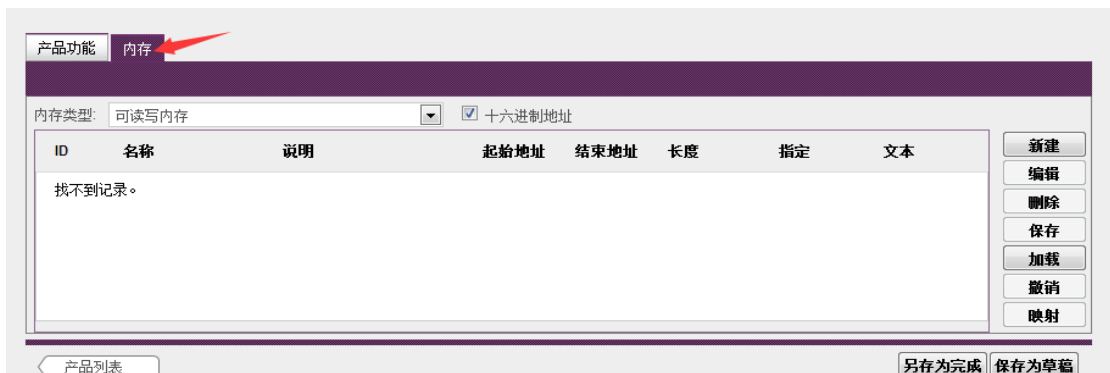 产品功能 内存
内存类型: 可读写内存 十六进制地址
ID 名称 说明 起始地址 结束地址 长度 指定 文本
找不到记录。
新建
编辑
删除
保存
加载
撤销
映射
产品列表 另存为完成 保存为草稿